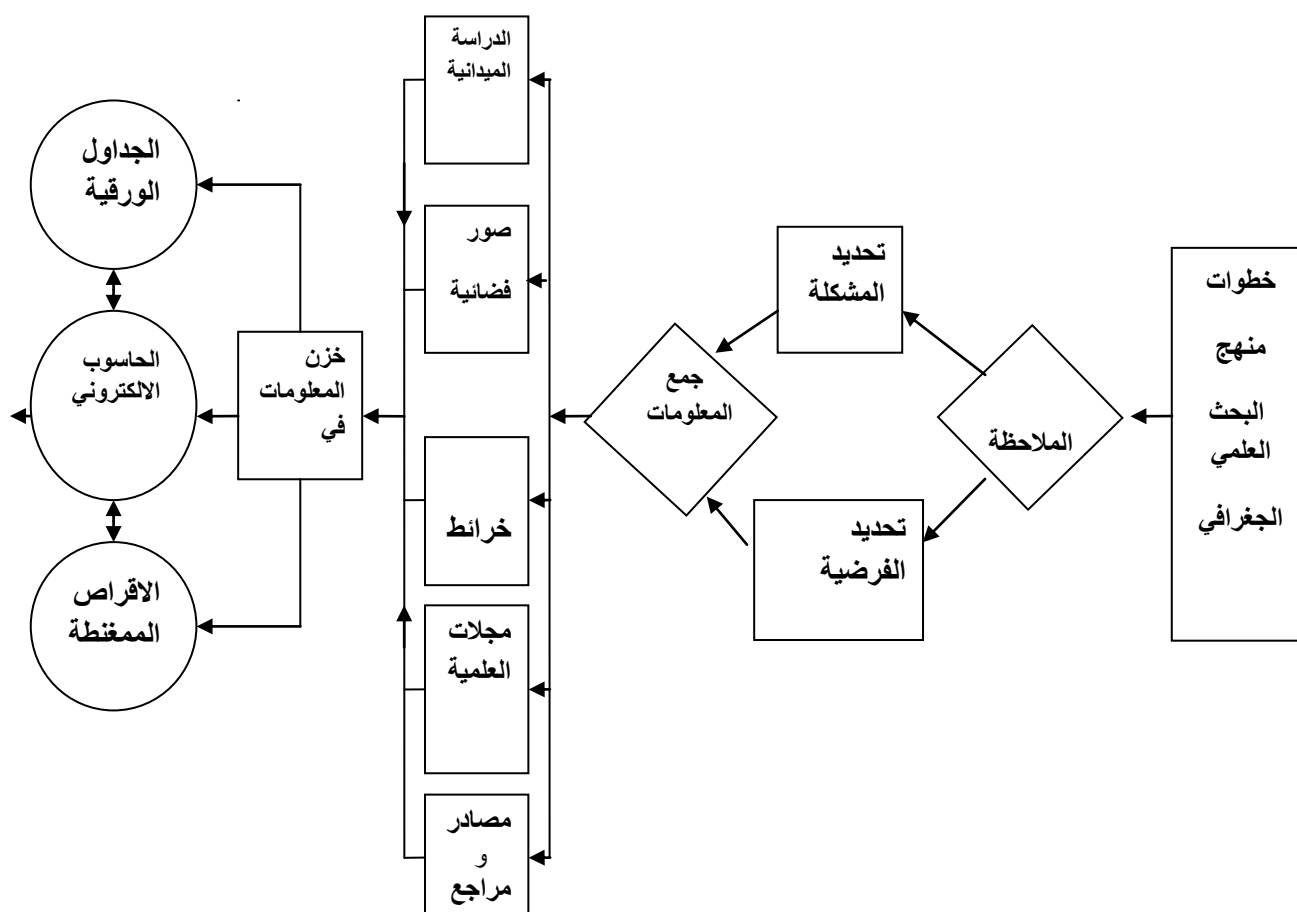 خطوات
منهج
البحث
العلمي
الجغرافي
الملاحظة
تحديد
المشكلة
تحديد
الفرضية
جمع
المعلومات
الدراسة
الميدانية
صور
فضائية
خرائط
مجلات
العلمية
مصادر
و
مراجع
خزن
المعلومات
في
الجداول
الورقية
الحاسوب
الالكتروني
الاقراص
الممغنطة